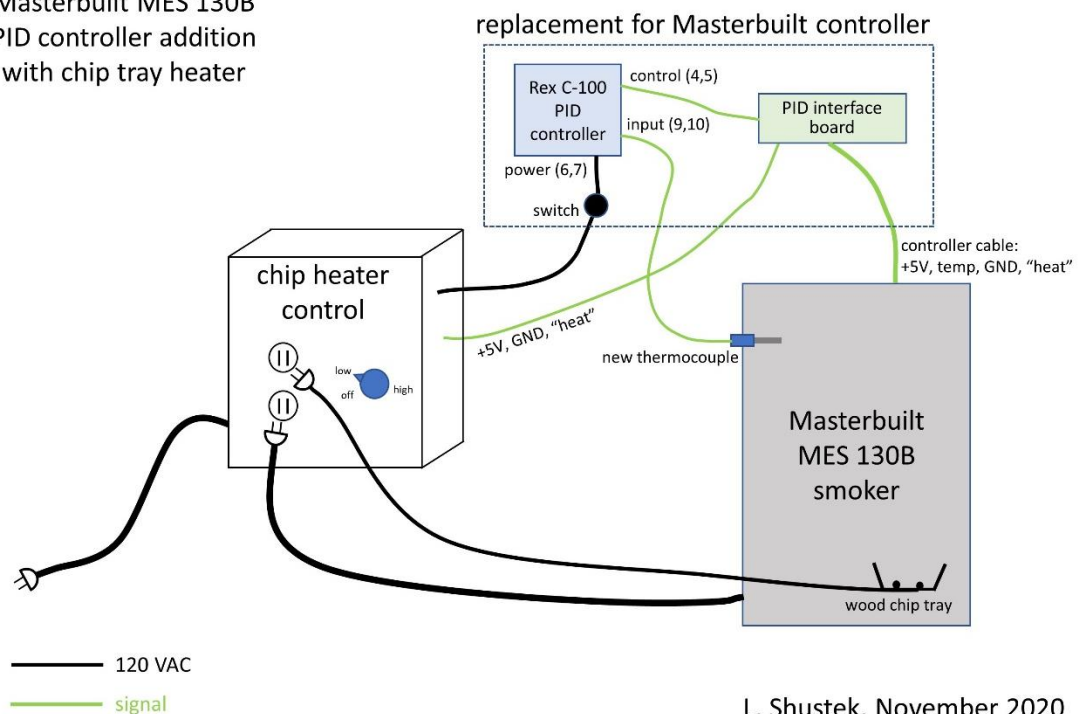 Masterbuilt MES 130B
PID controller addition
with chip tray heater
replacement for Masterbuilt controller
Rex C-100
PID
controller
control (4,5)
input (9,10)
power (6,7)
switch
PID interface
board
controller cable:
+5V, temp, GND, “heat”
chip heater
control
low
off
high
+5V, GND, “heat”
new thermocouple
Masterbuilt
MES 130B
smoker
wood chip tray
120 VAC
signal
L. Shustek, November 2020